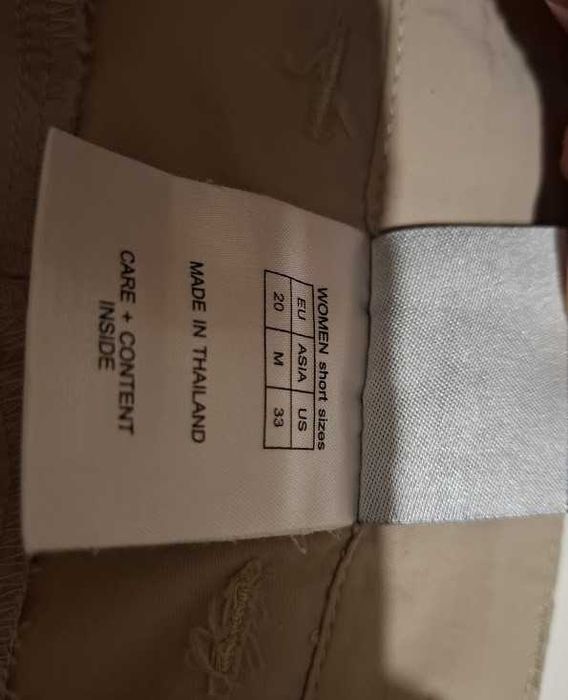 WOMEN short sizes
EU ASIA US
20 M 33
MADE IN THAILAND
CARE + CONTENT
INSIDE